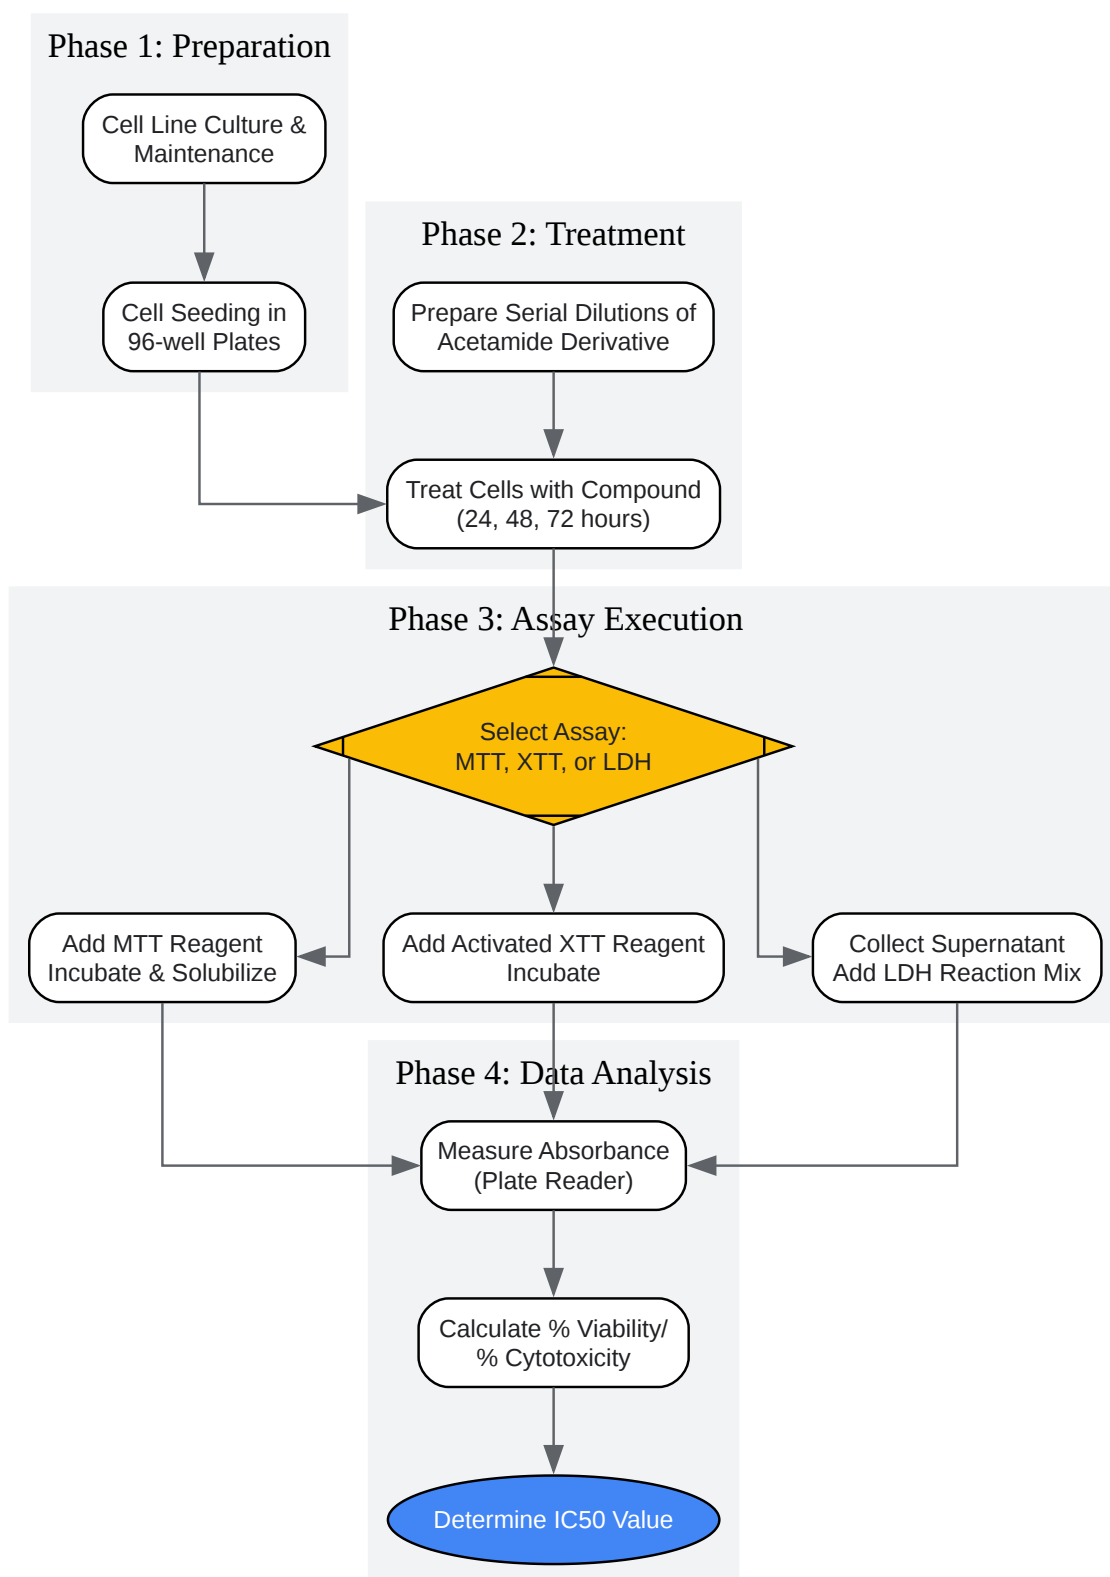 Phase 1: Preparation
Cell Line Culture &
Maintenance
Cell Seeding in
96-well Plates
Phase 2: Treatment
Prepare Serial Dilutions of
Acetamide Derivative
Treat Cells with Compound
(24, 48, 72 hours)
Phase 3: Assay Execution
Select Assay:
MTT, XTT, or LDH
Add MTT Reagent
Incubate & Solubilize
Add Activated XTT Reagent
Incubate
Collect Supernatant
Add LDH Reaction Mix
Phase 4: Data Analysis
Measure Absorbance
(Plate Reader)
Calculate % Viability/
% Cytotoxicity
Determine IC50 Value